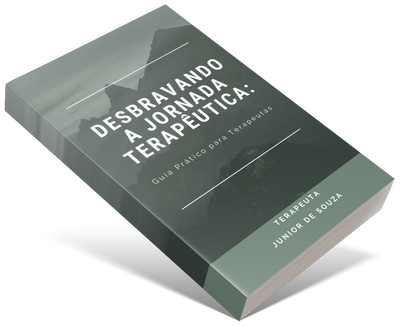 DESBRAVANDO
A JORNADA
TERAPÊUTICA:
Guia Prático para Terapeutas
TERAPEUTA
JUNIOR DE SOUZA